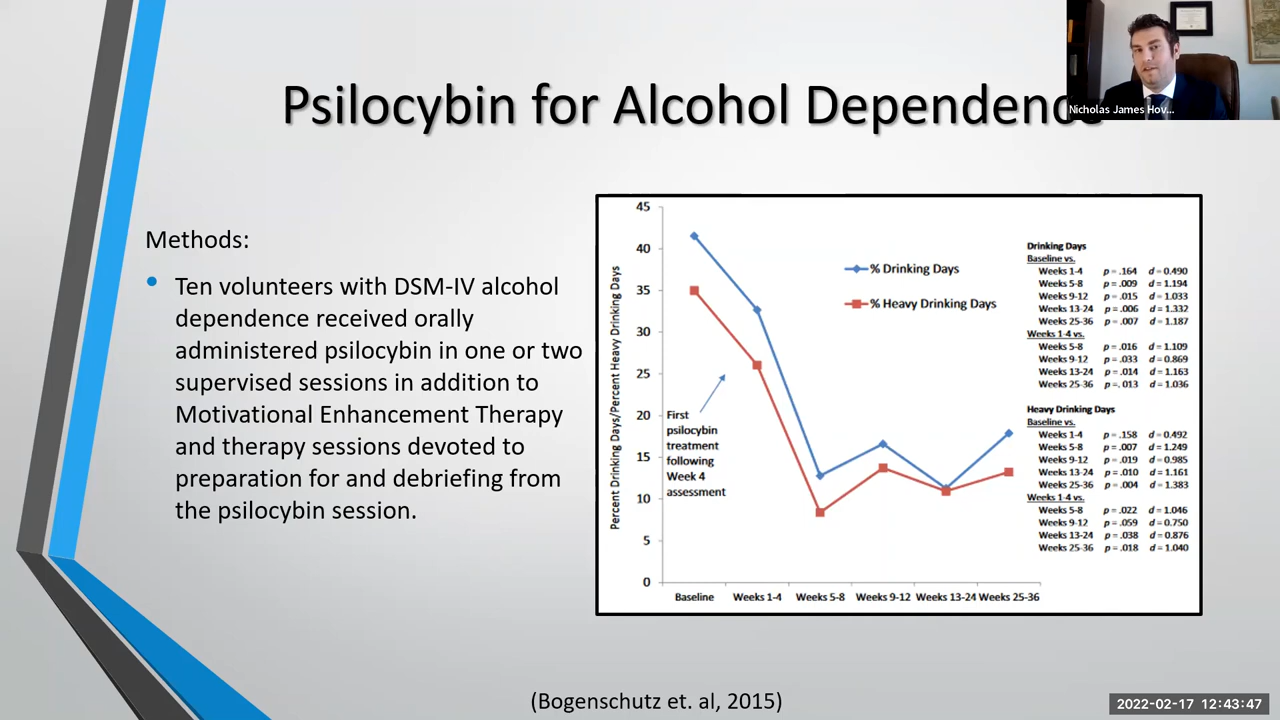 Psilocybin for Alcohol Dependence
Nicholas James Hov...
Methods:
• Ten volunteers with DSM-IV alcohol
dependence received orally
administered psilocybin in one or two
supervised sessions in addition to
Motivational Enhancement Therapy
and therapy sessions devoted to
preparation for and debriefing from
the psilocybin session.
Percent Drinking Days/Percent Heavy Drinking Days
45
40
35
30
25
20
15
10
5
0
% Drinking Days
% Heavy Drinking Days
First
psilocybin
treatment
following
Week 4
assessment
Baseline Weeks 1-4 Weeks 5-8 Weeks 9-12 Weeks 13-24 Weeks 25-36
Drinking Days
Baseline vs.
Weeks 1-4 p = .164 d = 0.490
Weeks 5-8 p = .009 d = 1.194
Weeks 9-12 p = .015 d = 1.033
Weeks 13-24 p = .006 d = 1.332
Weeks 25-36 p = .007 d = 1.187
Weeks 1-4 vs.
Weeks 5-8 p = .016 d = 1.109
Weeks 9-12 p = .033 d = 0.869
Weeks 13-24 p = .014 d = 1.163
Weeks 25-36 p =. 013 d = 1.036
Heavy Drinking Days
Baseline vs.
Weeks 1-4 p = .158 d = 0.492
Weeks 5-8 p = .007 d = 1.249
Weeks 9-12 p = .019 d = 0.985
Weeks 13-24 p = .010 d = 1.161
Weeks 25-36 p = .004 d = 1.383
Weeks 1-4 vs.
Weeks 5-8 p = .022 d = 1.046
Weeks 9-12 p = .059 d = 0.750
Weeks 13-24 p = .038 d = 0.876
Weeks 25-36 p = .018 d = 1.040
(Bogenschutz et. al, 2015)
2022-02-17 12:43:47